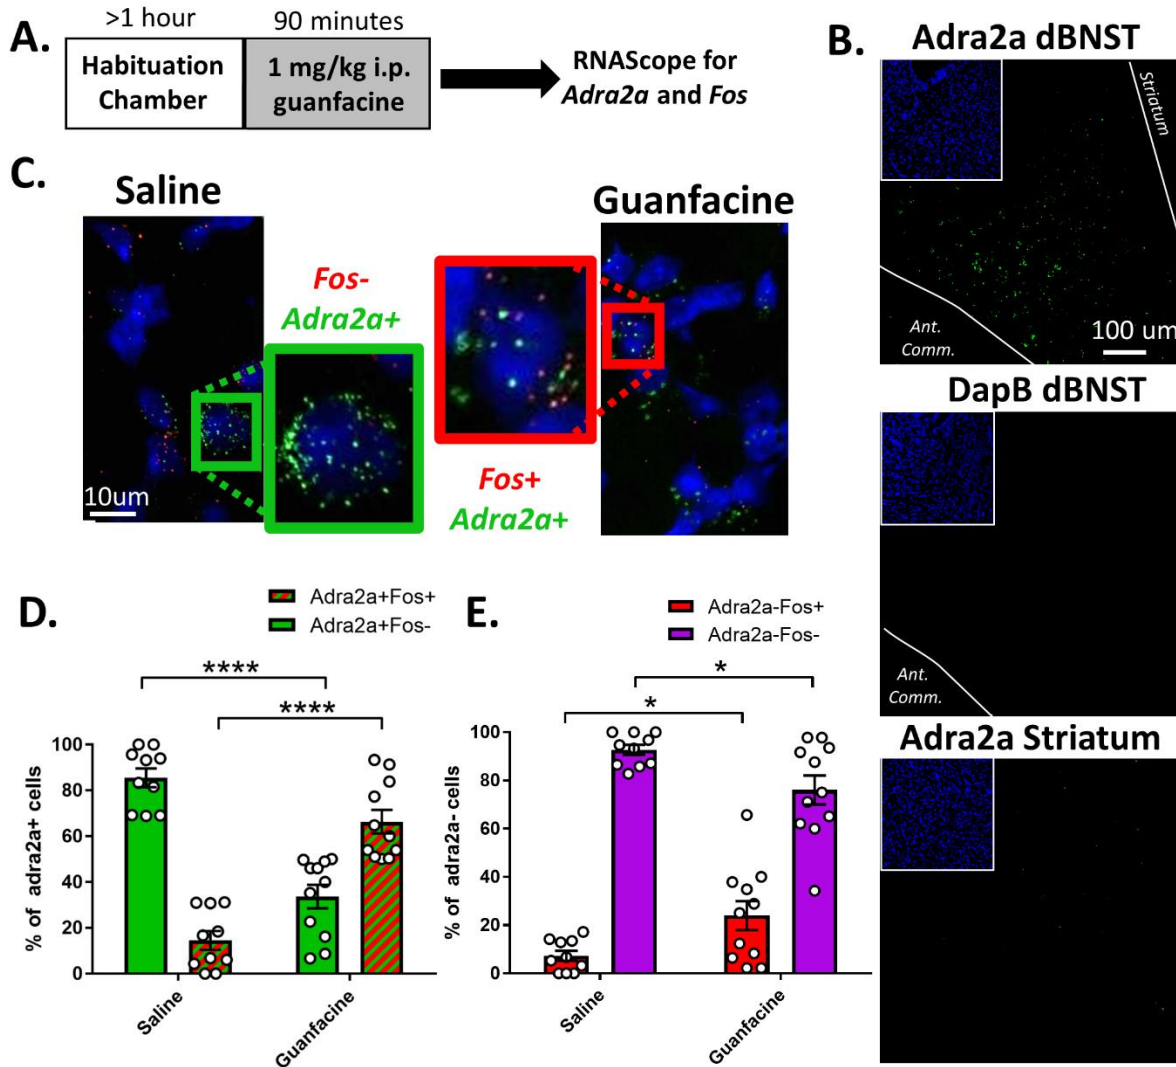 A.
>1 hour
90 minutes
Habituation
Chamber
1 mg/kg i.p.
guanfacine
RNAScope for
Adra2a and Fos
B.
Adra2a dBNST
Striatum
Ant.
Comm.
100 um
DapB dBNST
Ant.
Comm.
Adra2a Striatum
C.
Saline
Guanfacine
Fos-
Adra2a+
10um
Fos+
Adra2a+
D.
Adra2a+Fos+
Adra2a+Fos-
****
****
% of adra2a+ cells
100
80
60
40
20
0
Saline
Guanfacine
E.
Adra2a-Fos+
Adra2a-Fos-
*
*
% of adra2a- cells
100
80
60
40
20
0
Saline
Guanfacine